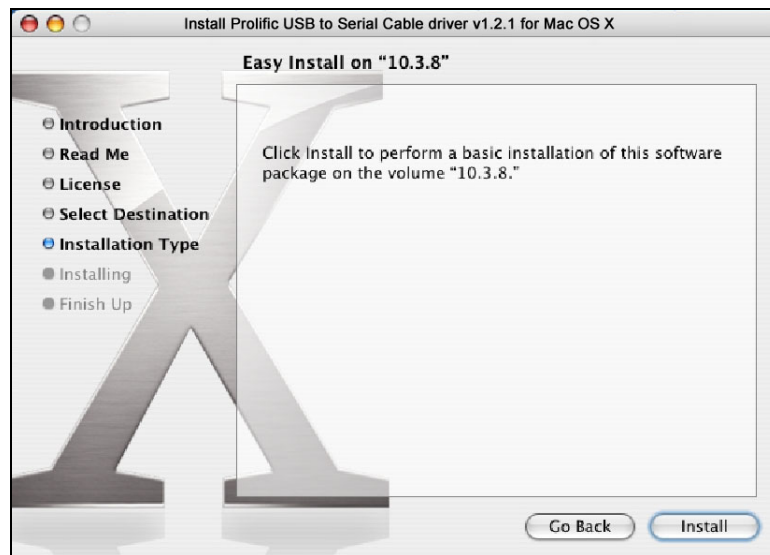 Install Prolific USB to Serial Cable driver v1.2.1 for Mac OS X
Easy Install on “10.3.8”
Introduction
Read Me
License
Select Destination
Installation Type
Installing
Finish Up
Click Install to perform a basic installation of this software
package on the volume “10.3.8.”
Go Back
Install